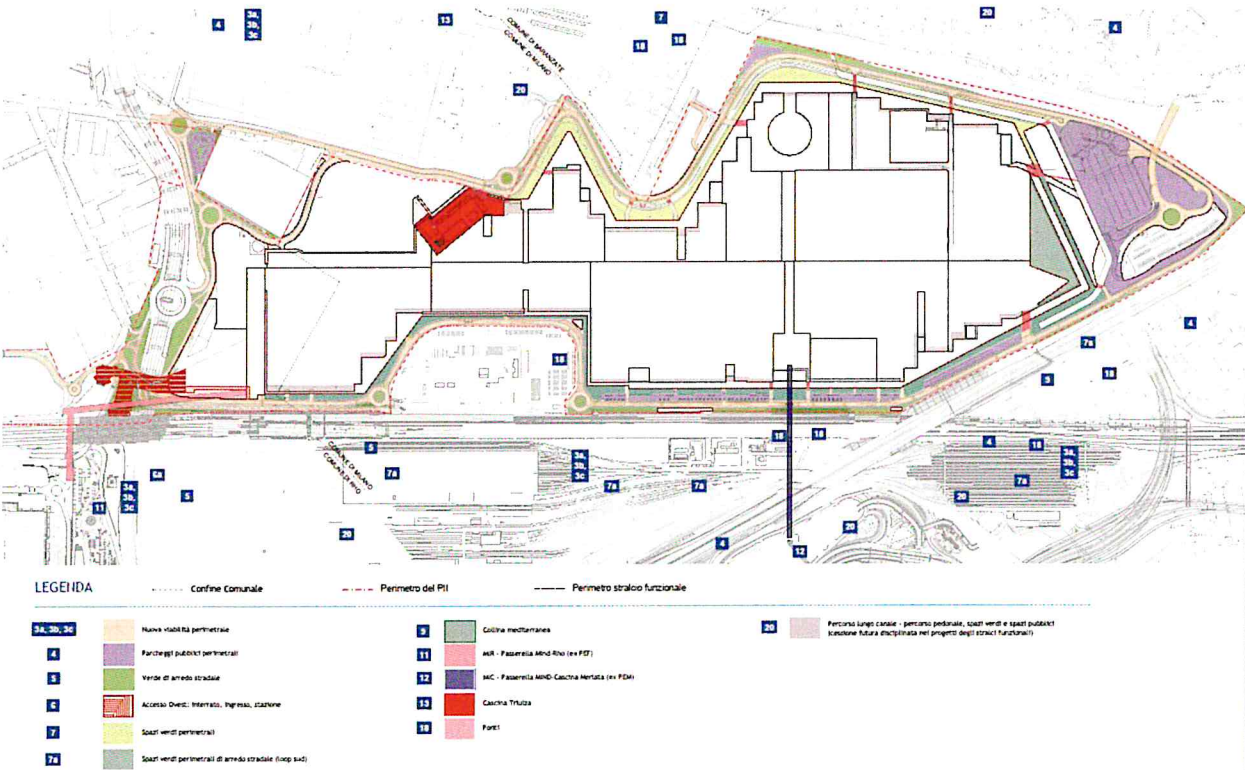 4
3a,
3b,
3c
13
7
18
18
20
4
COMUNE DI BARANZATE
COMUNE DI MILANO
20
4
18
7a
5
18
COMUNE DI MILANO
COMUNE DI RHO
5
7a
3a,
3b,
3c
7a
7a
18
18
4
18
3a,
3b,
3c
7a
20
6a
5
11
3a,
3b,
3c
20
4
12
20
LEGENDA
Confine Comunale
Perimetro del PII
Perimetro stralcio funzionale
3a, 3b, 3c
Nuova viabilità perimetrale
4
Parcheggi pubblici perimetrali
5
Verde di arredo stradale
6
Accesso Ovest: interrato, ingresso, stazione
7
Spazi verdi perimetrali
7a
Spazi verdi perimetrali di arredo stradale (loop sud)
9
Collina mediterranea
11
MIR - Passerella Mind-Rho (ex PEF)
12
MIC - Passerella MIND-Cascina Merlata (ex PEM)
13
Cascina Triulza
18
Ponti
20
Percorso lungo canale - percorso pedonale, spazi verdi e spazi pubblici
(cessione futura disciplinata nei progetti degli stralci funzionali)